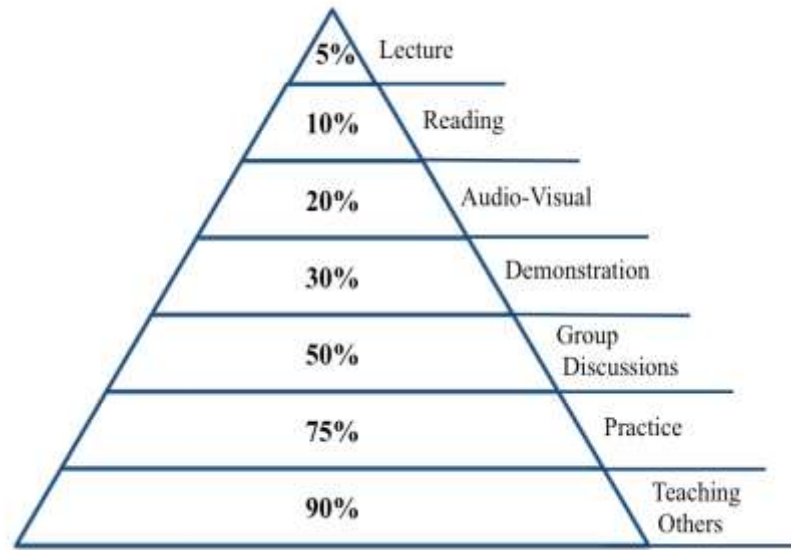 5% Lecture
10% Reading
20% Audio-Visual
30% Demonstration
50% Group
Discussions
75% Practice
90% Teaching
Others